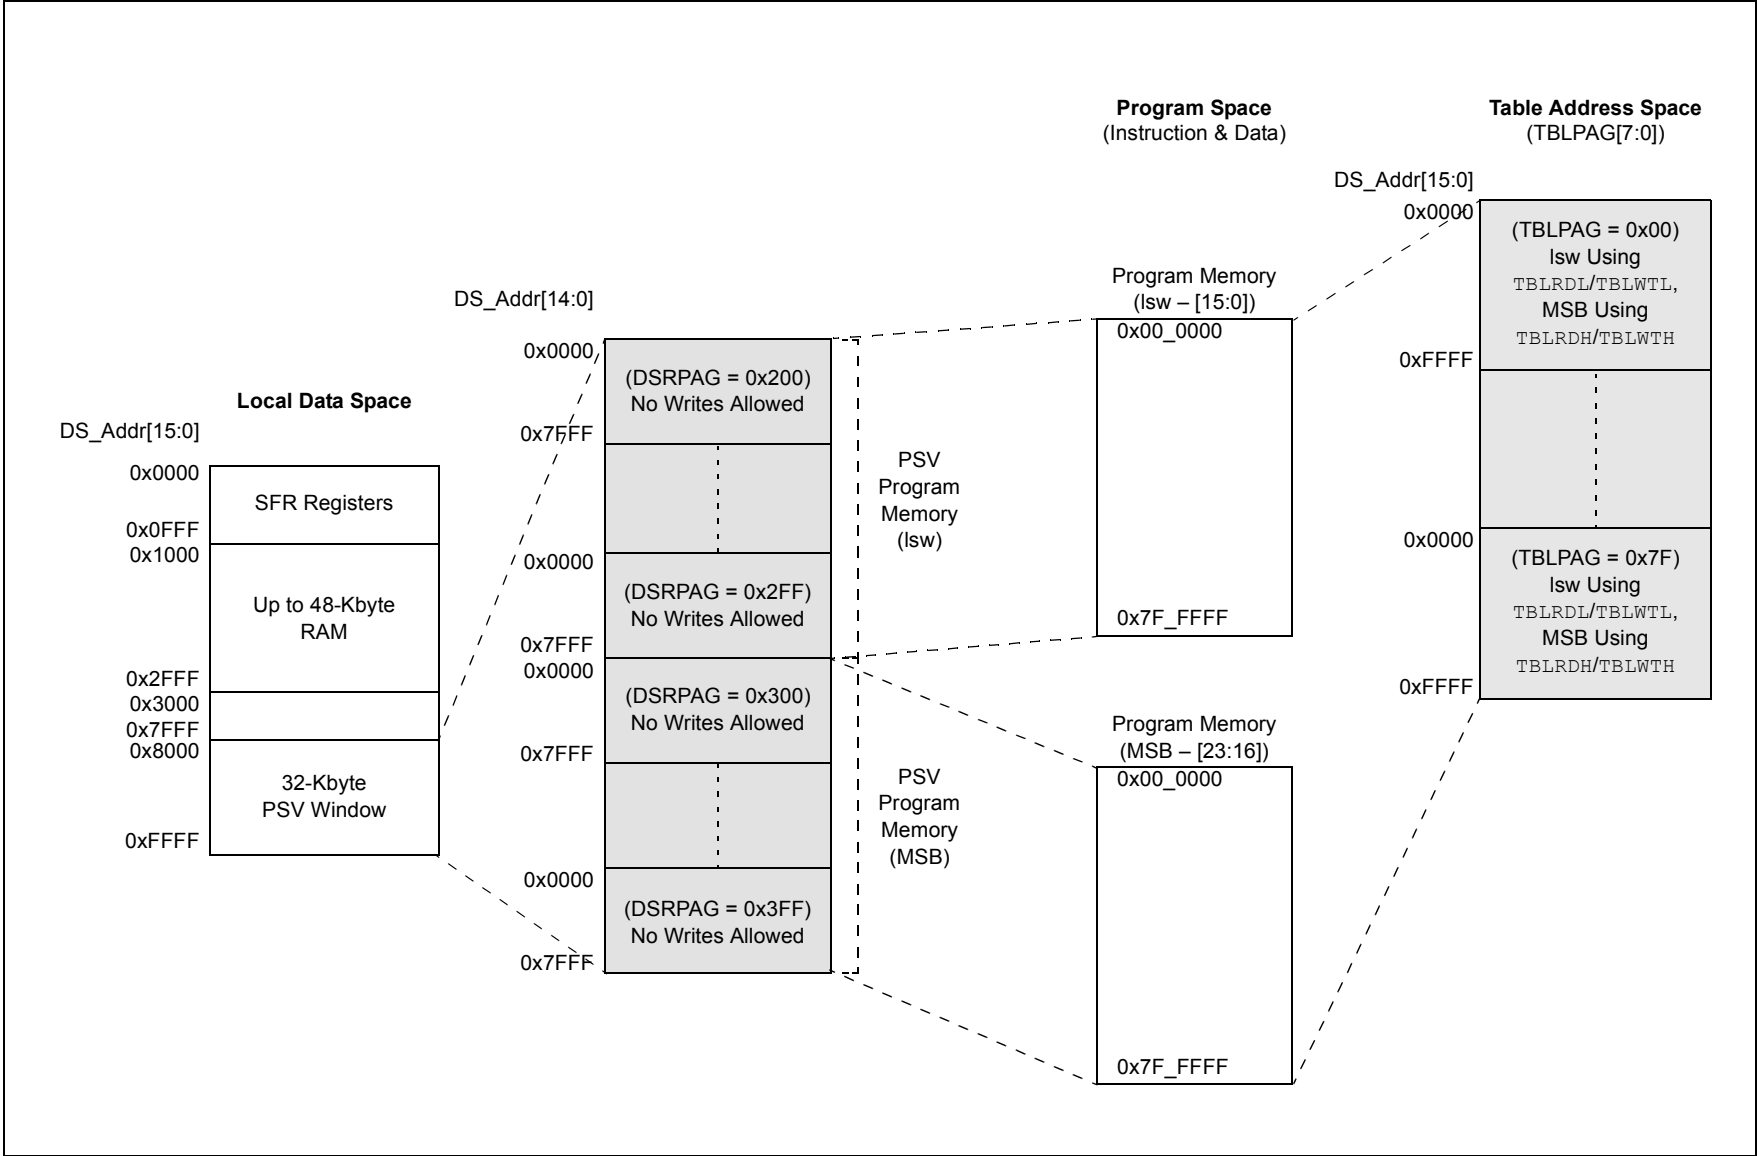 Local Data Space
DS_Addr[15:0]
0x0000
SFR Registers
0x0FFF
0x1000
Up to 48-Kbyte
RAM
0x2FFF
0x3000
0x7FFF
0x8000
32-Kbyte
PSV Window
0xFFFF
DS_Addr[14:0]
0x0000
(DSRPAG = 0x200)
No Writes Allowed
0x7FFF
0x0000
(DSRPAG = 0x2FF)
No Writes Allowed
0x7FFF
0x0000
(DSRPAG = 0x300)
No Writes Allowed
0x7FFF
0x0000
(DSRPAG = 0x3FF)
No Writes Allowed
0x7FFF
PSV
Program
Memory
(lsw)
PSV
Program
Memory
(MSB)
Program Space
(Instruction & Data)
Program Memory
(lsw – [15:0])
0x00_0000
0x7F_FFFF
Program Memory
(MSB – [23:16])
0x00_0000
0x7F_FFFF
Table Address Space
(TBLPAG[7:0])
DS_Addr[15:0]
0x0000
(TBLPAG = 0x00)
lsw Using
TBLRDL/TBLWTL,
MSB Using
TBLRDH/TBLWTH
0xFFFF
0x0000
(TBLPAG = 0x7F)
lsw Using
TBLRDL/TBLWTL,
MSB Using
TBLRDH/TBLWTH
0xFFFF